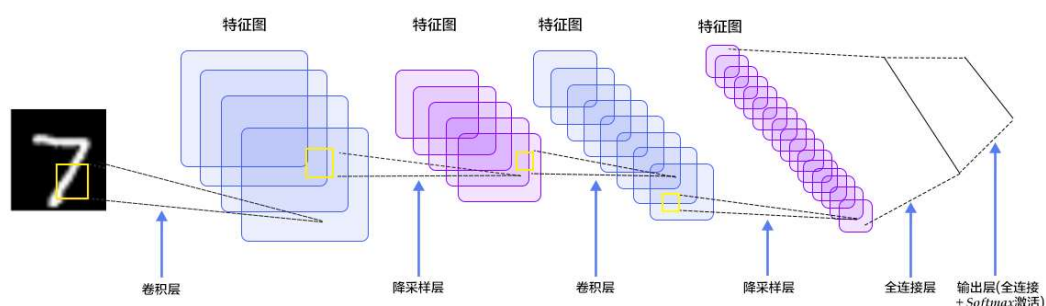 特征图
特征图
特征图
特征图
7
卷积层
降采样层
卷积层
降采样层
全连接层
输出层(全连接
+Softmax激活)